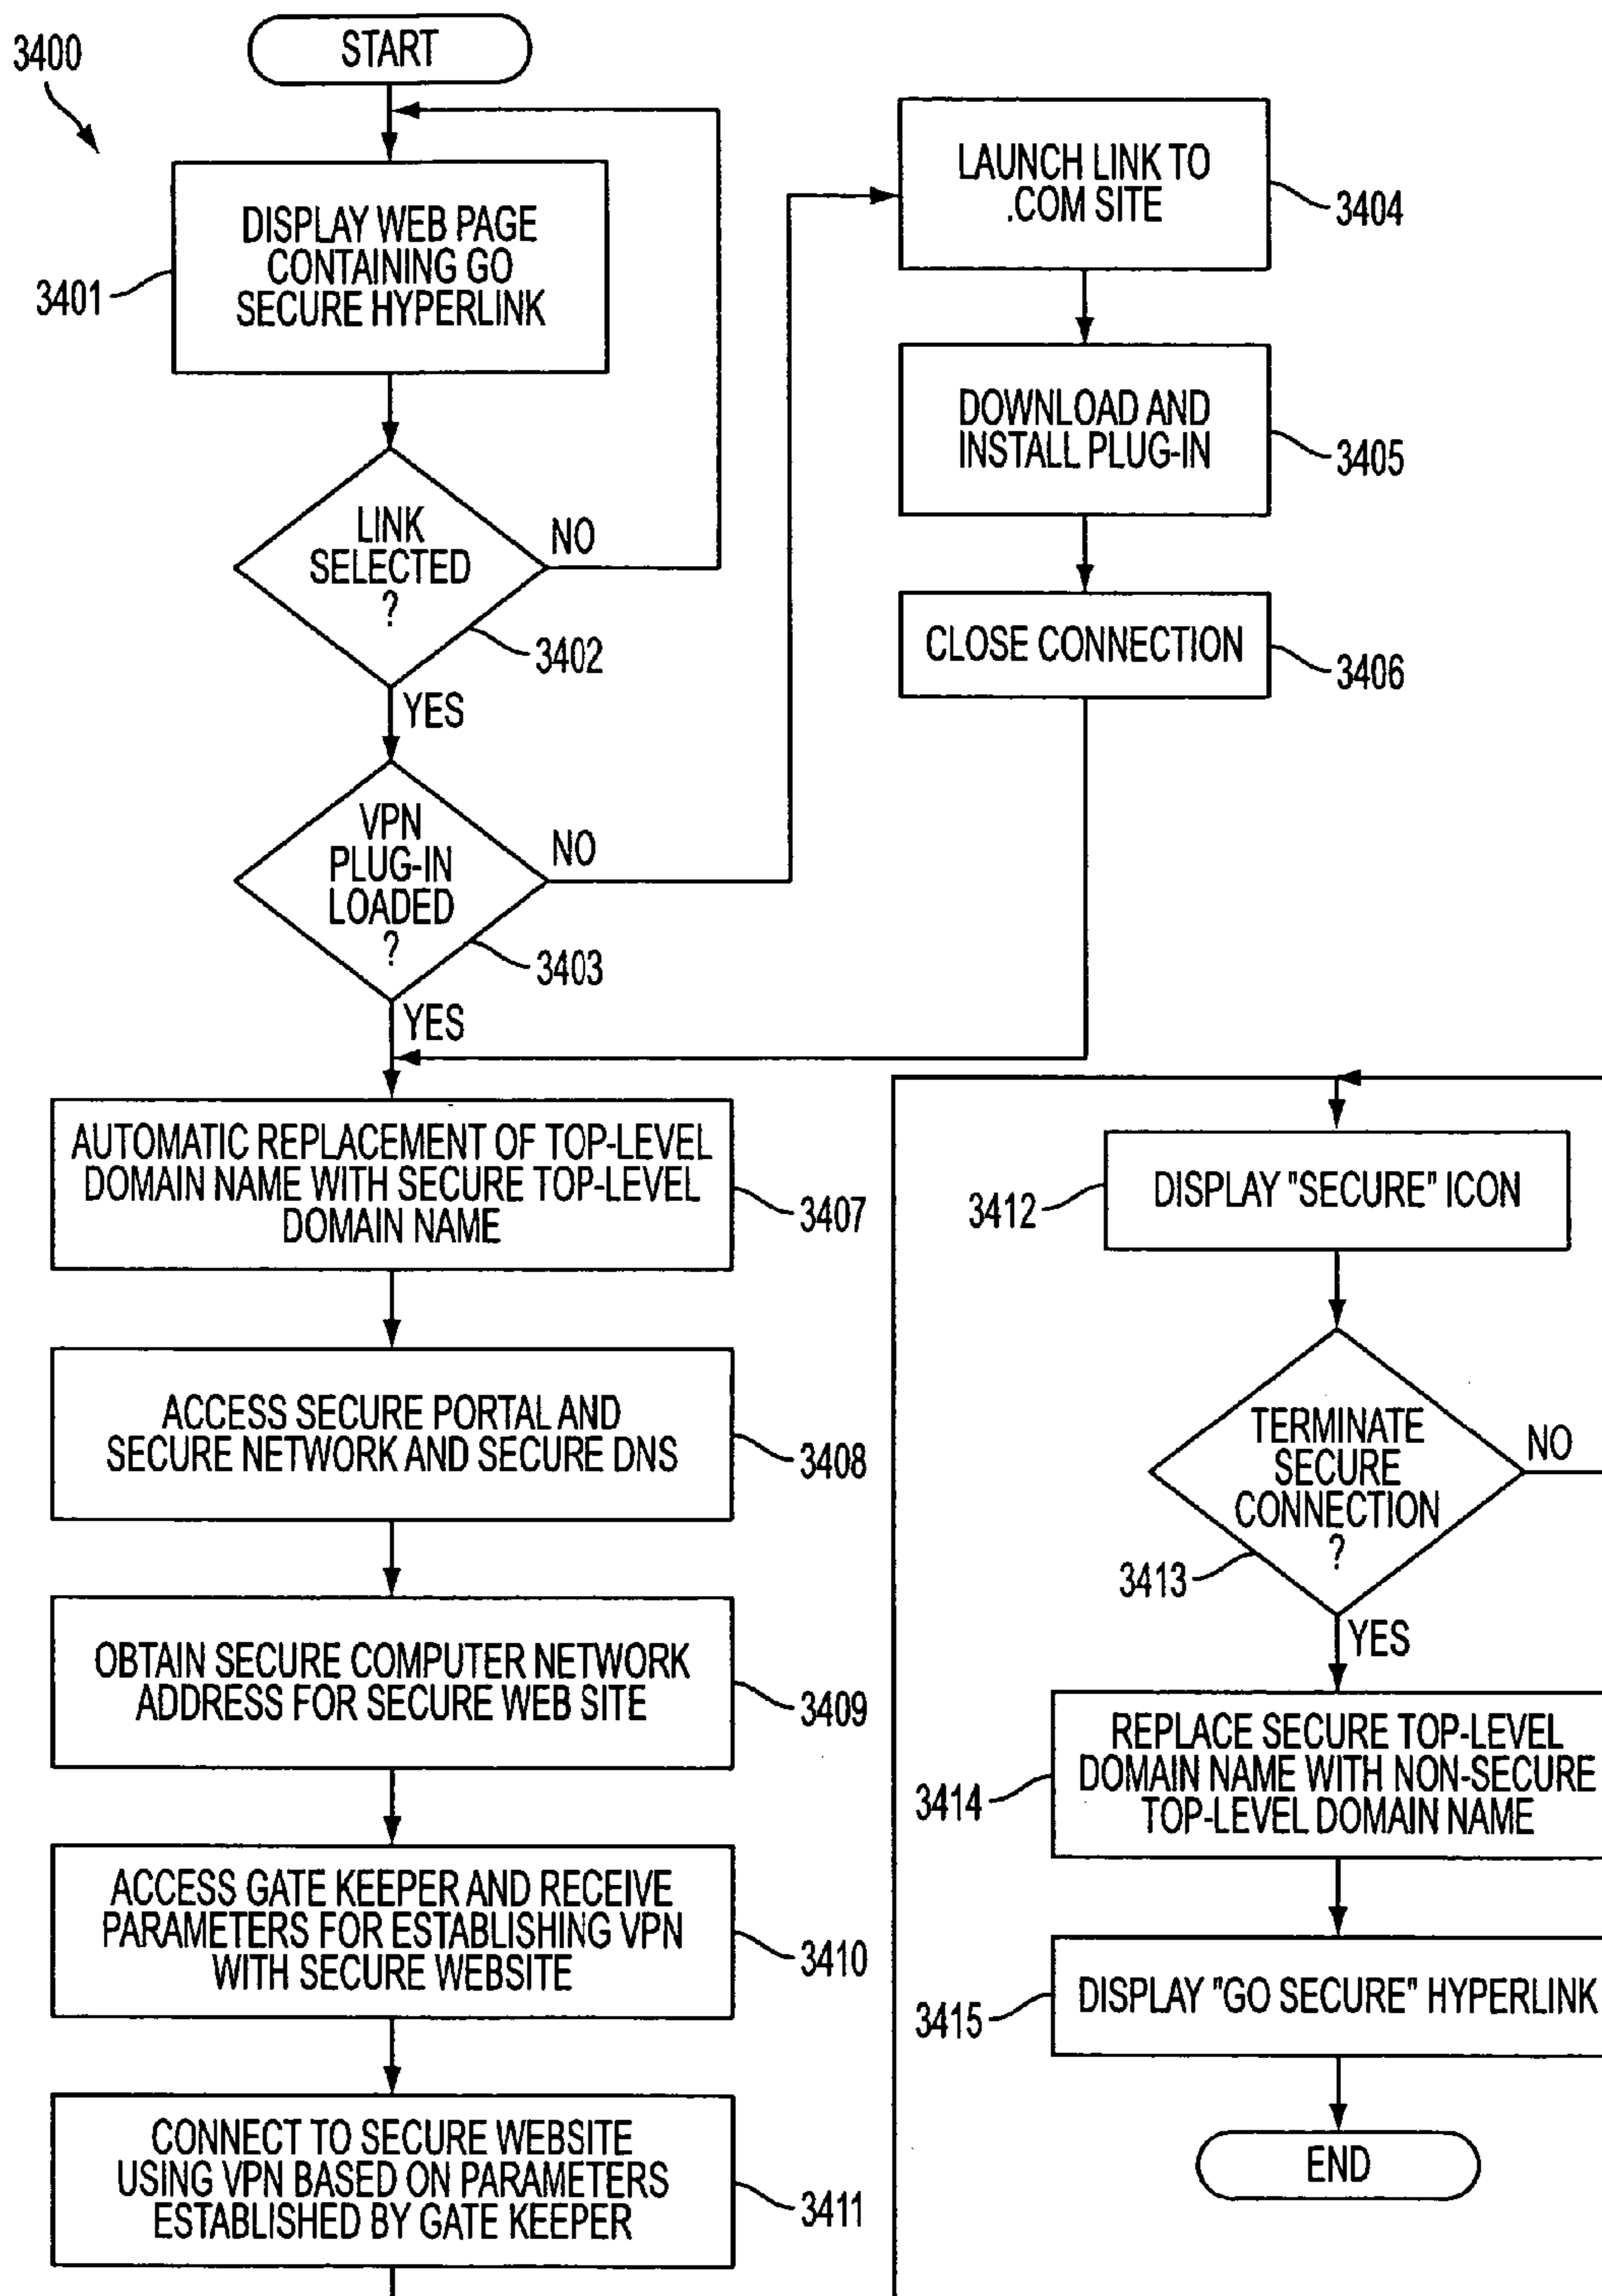 3400
START
DISPLAY WEB PAGE
CONTAINING GO
SECURE HYPERLINK
3401
LINK
SELECTED
?
NO
3402
YES
VPN
PLUG-IN
LOADED
?
NO
3403
YES
LAUNCH LINK TO
.COM SITE
3404
DOWNLOAD AND
INSTALL PLUG-IN
3405
CLOSE CONNECTION
3406
AUTOMATIC REPLACEMENT OF TOP-LEVEL
DOMAIN NAME WITH SECURE TOP-LEVEL
DOMAIN NAME
3407
ACCESS SECURE PORTAL AND
SECURE NETWORK AND SECURE DNS
3408
OBTAIN SECURE COMPUTER NETWORK
ADDRESS FOR SECURE WEB SITE
3409
ACCESS GATE KEEPER AND RECEIVE
PARAMETERS FOR ESTABLISHING VPN
WITH SECURE WEBSITE
3410
CONNECT TO SECURE WEBSITE
USING VPN BASED ON PARAMETERS
ESTABLISHED BY GATE KEEPER
3411
DISPLAY "SECURE" ICON
3412
TERMINATE
SECURE
CONNECTION
?
NO
3413
YES
REPLACE SECURE TOP-LEVEL
DOMAIN NAME WITH NON-SECURE
TOP-LEVEL DOMAIN NAME
3414
DISPLAY "GO SECURE" HYPERLINK
3415
END